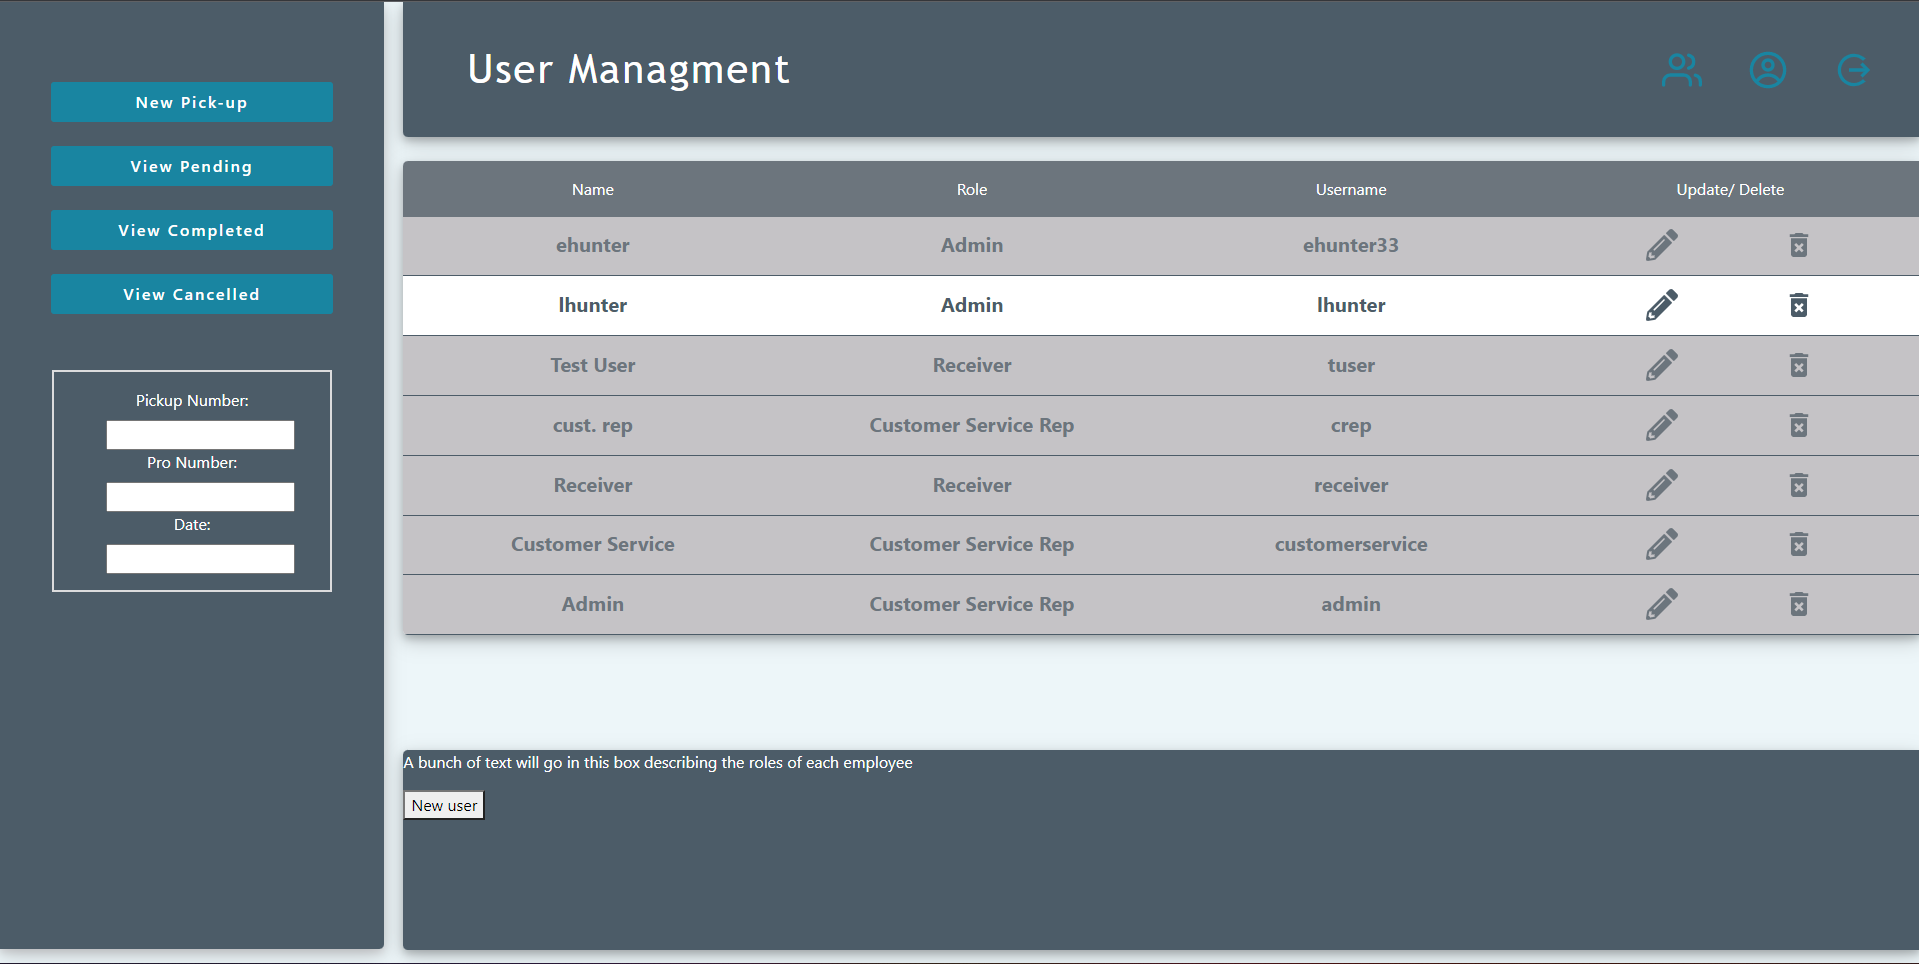 User Managment
New Pick-up
View Pending
View Completed
View Cancelled
Pickup Number:
Pro Number:
Date:
Name Role Username Update/ Delete
ehunter Admin ehunter33
lhunter Admin lhunter
Test User Receiver tuser
cust. rep Customer Service Rep crep
Receiver Receiver receiver
Customer Service Customer Service Rep customerservice
Admin Customer Service Rep admin
A bunch of text will go in this box describing the roles of each employee
New user